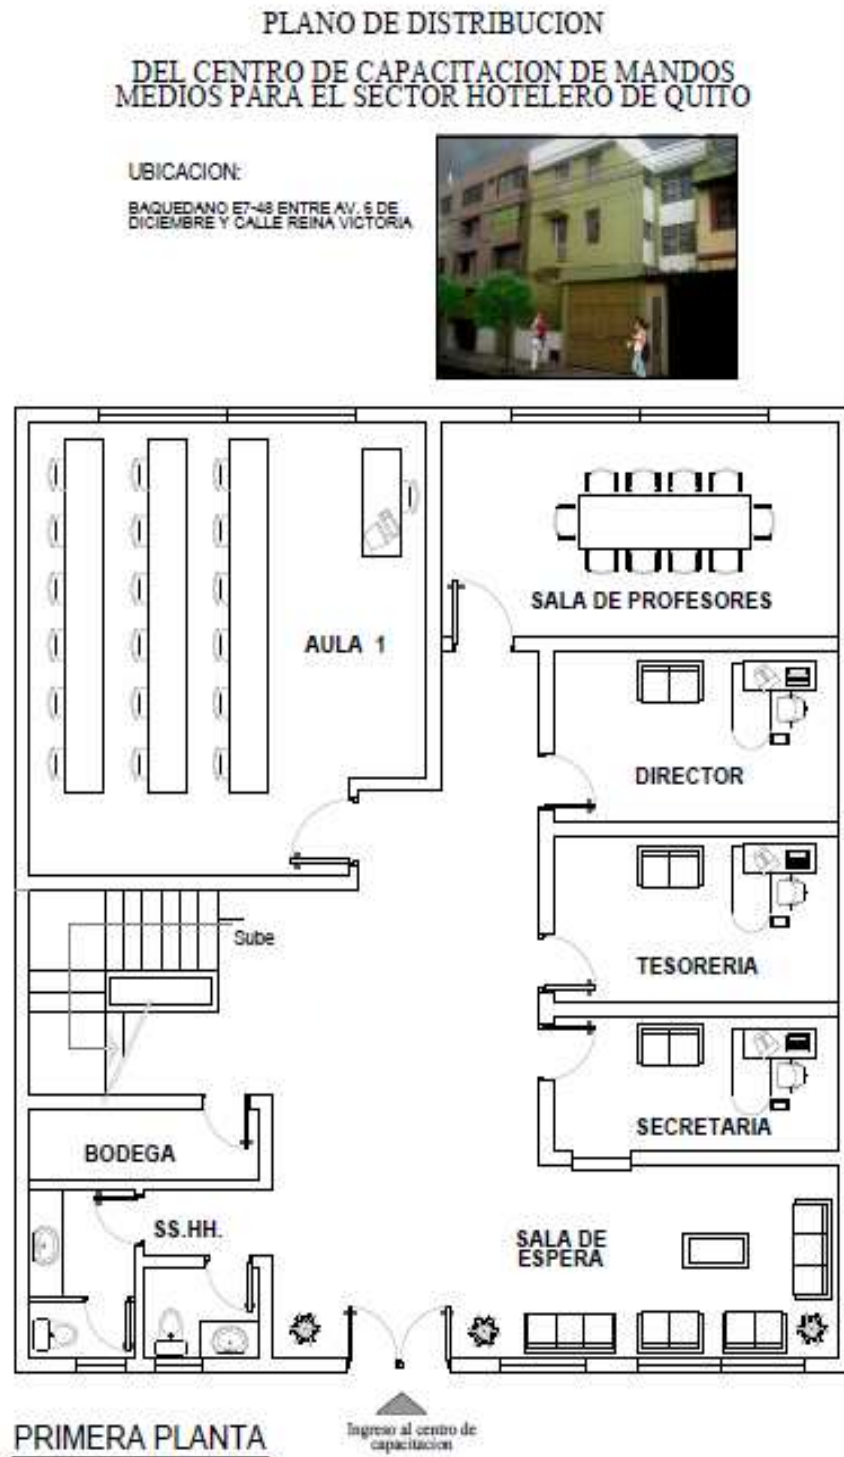 PLANO DE DISTRIBUCION
DEL CENTRO DE CAPACITACION DE MANDOS
MEDIOS PARA EL SECTOR HOTELERO DE QUITO
UBICACION:
BAQUEDANO E7-48 ENTRE AV. 6 DE
DICIEMBRE Y CALLE REINA VICTORIA
SALA DE PROFESORES
AULA 1
DIRECTOR
Sube
TESORERIA
SECRETARIA
BODEGA
SS.HH.
SALA DE
ESPERA
Ingreso al centro de
capacitacion
PRIMERA PLANTA